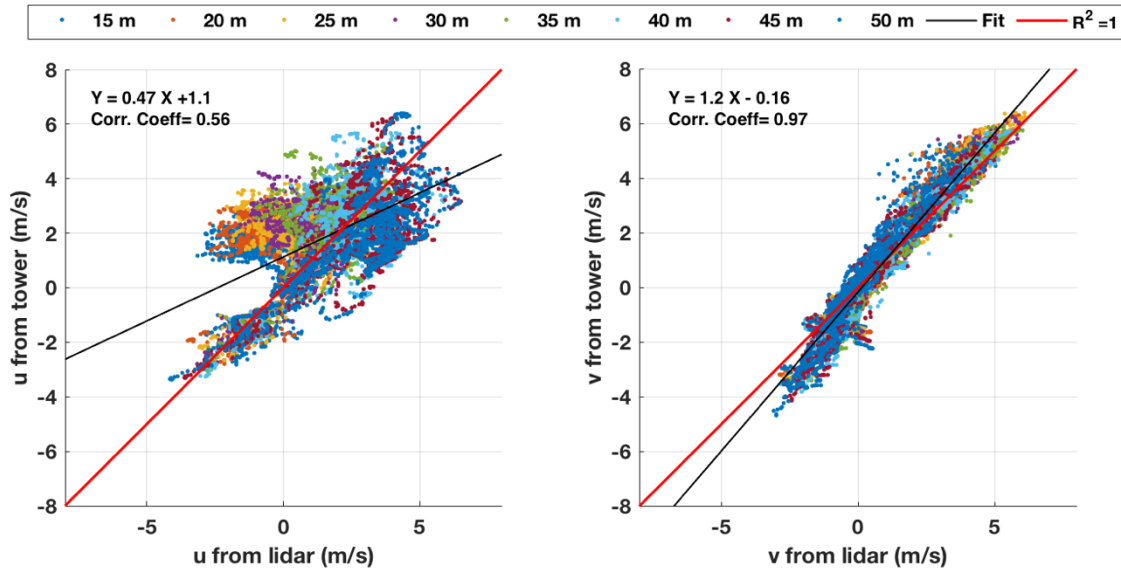 15 m 20 m 25 m 30 m 35 m 40 m 45 m 50 m Fit R² =1
Y = 0.47 X +1.1
Corr. Coeff= 0.56
8
6
4
2
0
-2
-4
-6
-8
-5 0 5
u from tower (m/s)
u from lidar (m/s)
Y = 1.2 X - 0.16
Corr. Coeff= 0.97
8
6
4
2
0
-2
-4
-6
-8
-5 0 5
v from tower (m/s)
v from lidar (m/s)